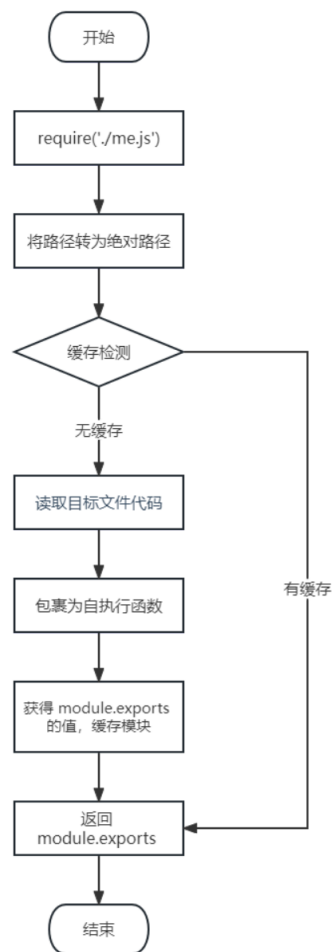 开始
require('./me.js')
将路径转为绝对路径
缓存检测
无缓存
读取目标文件代码
有缓存
包裹为自执行函数
获得 module.exports
的值，缓存模块
返回
module.exports
结束